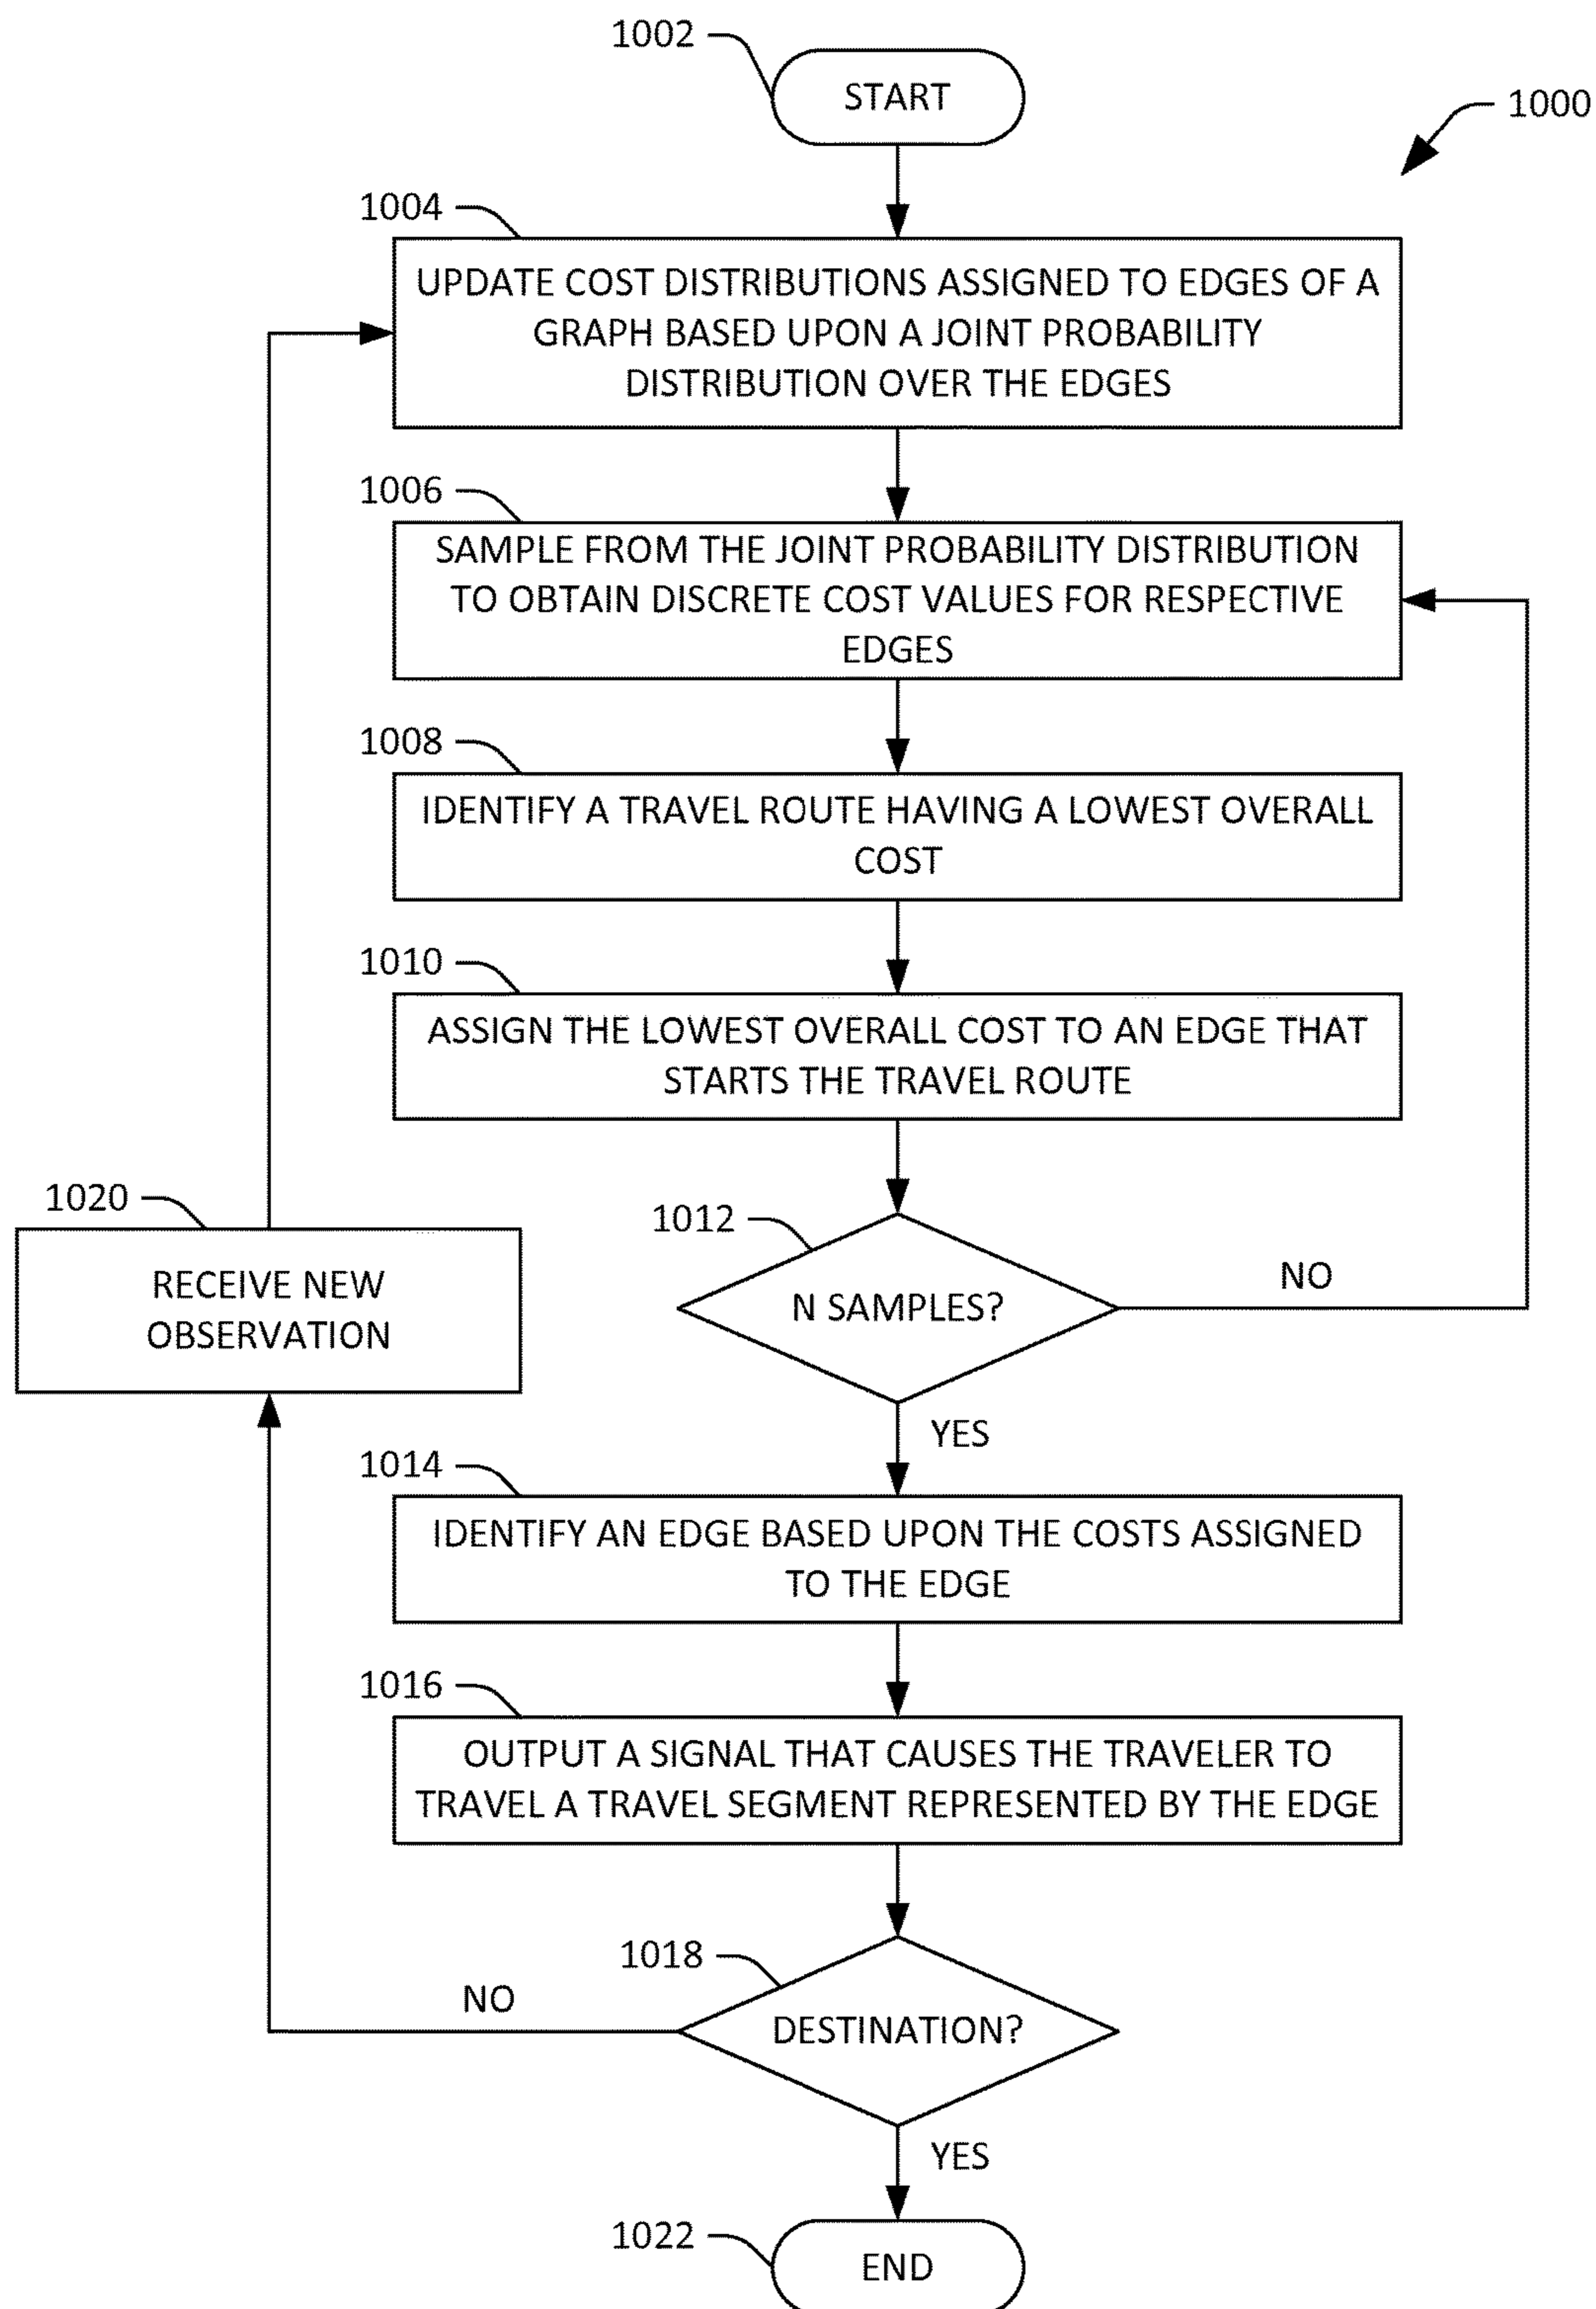 1002
START
1000
1004
UPDATE COST DISTRIBUTIONS ASSIGNED TO EDGES OF A
GRAPH BASED UPON A JOINT PROBABILITY
DISTRIBUTION OVER THE EDGES
1006
SAMPLE FROM THE JOINT PROBABILITY DISTRIBUTION
TO OBTAIN DISCRETE COST VALUES FOR RESPECTIVE
EDGES
1008
IDENTIFY A TRAVEL ROUTE HAVING A LOWEST OVERALL
COST
1010
ASSIGN THE LOWEST OVERALL COST TO AN EDGE THAT
STARTS THE TRAVEL ROUTE
1020
RECEIVE NEW
OBSERVATION
1012
N SAMPLES?
NO
YES
1014
IDENTIFY AN EDGE BASED UPON THE COSTS ASSIGNED
TO THE EDGE
1016
OUTPUT A SIGNAL THAT CAUSES THE TRAVELER TO
TRAVEL A TRAVEL SEGMENT REPRESENTED BY THE EDGE
1018
NO
DESTINATION?
YES
1022
END